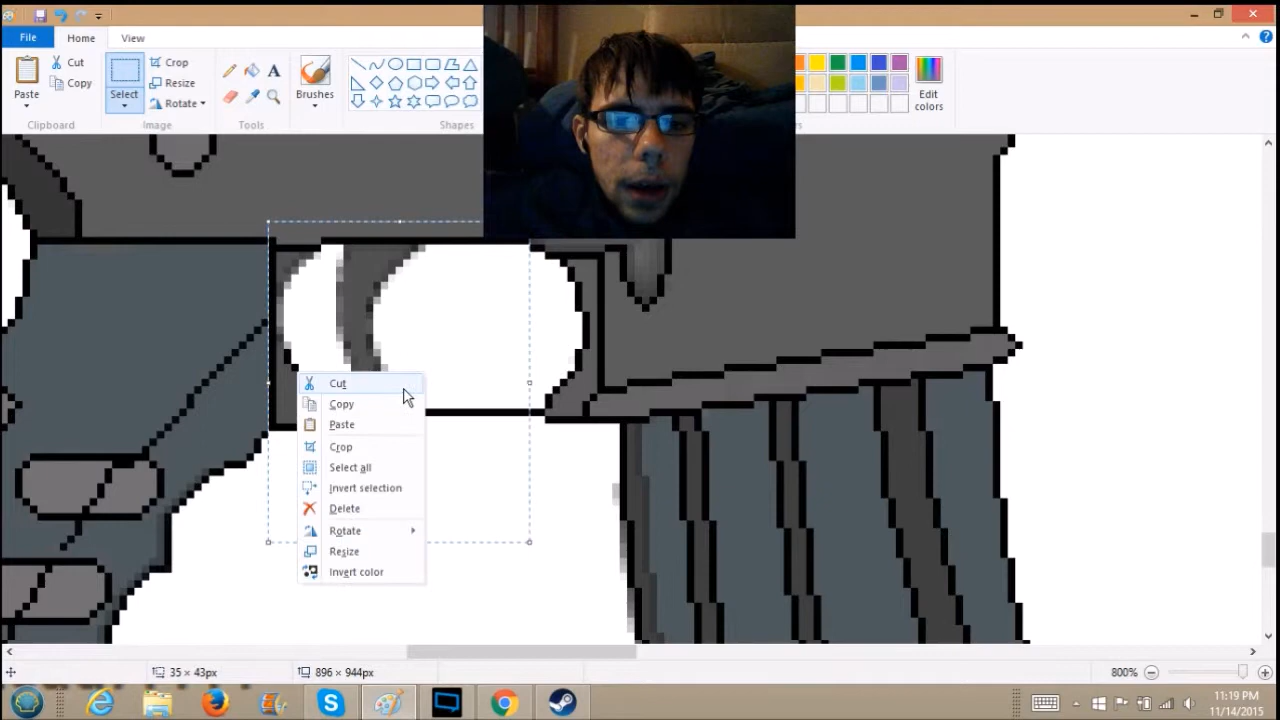 File Home View
Cut
Copy
Paste
Crop
Resize
Rotate
Select
Brushes
Edit
colors
Clipboard Image Tools Shapes
Cut
Copy
Paste
Crop
Select all
Invert selection
Delete
Rotate
Resize
Invert color
35 × 43px 896 × 944px 800%
11:19 PM
11/14/2015